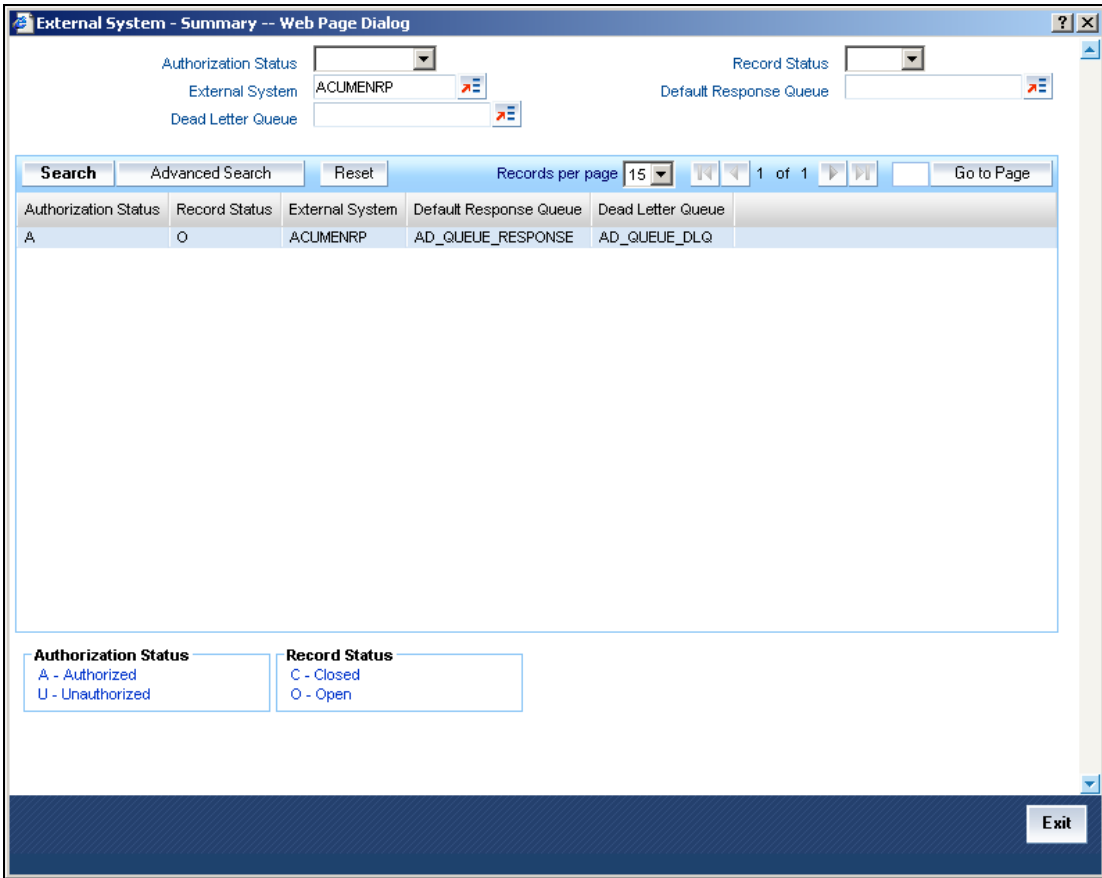 External System - Summary -- Web Page Dialog
Authorization Status Record Status
External System ACUMENRP Default Response Queue
Dead Letter Queue
Search Advanced Search Reset Records per page 15 1 of 1 Go to Page
Authorization Status Record Status External System Default Response Queue Dead Letter Queue
A O ACUMENRP AD_QUEUE_RESPONSE AD_QUEUE_DLQ
Authorization Status Record Status
A - Authorized C - Closed
U - Unauthorized O - Open
Exit